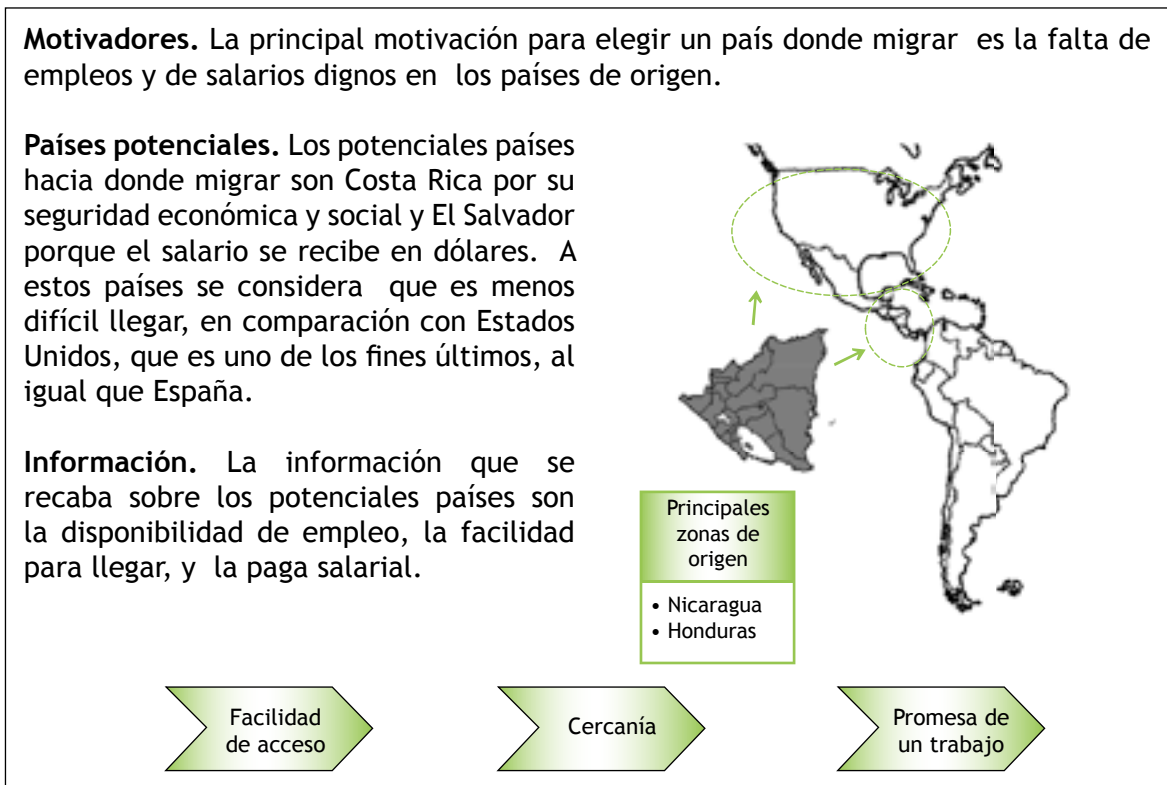 Motivadores. La principal motivación para elegir un país donde migrar es la falta de
empleos y de salarios dignos en los países de origen.
Países potenciales. Los potenciales países
hacia donde migrar son Costa Rica por su
seguridad económica y social y El Salvador
porque el salario se recibe en dólares. A
estos países se considera que es menos
difícil llegar, en comparación con Estados
Unidos, que es uno de los fines últimos, al
igual que España.
Información. La información que se
recaba sobre los potenciales países son
la disponibilidad de empleo, la facilidad
para llegar, y la paga salarial.
Principales
zonas de
origen
• Nicaragua
• Honduras
Facilidad
de acceso
Cercanía
Promesa de
un trabajo